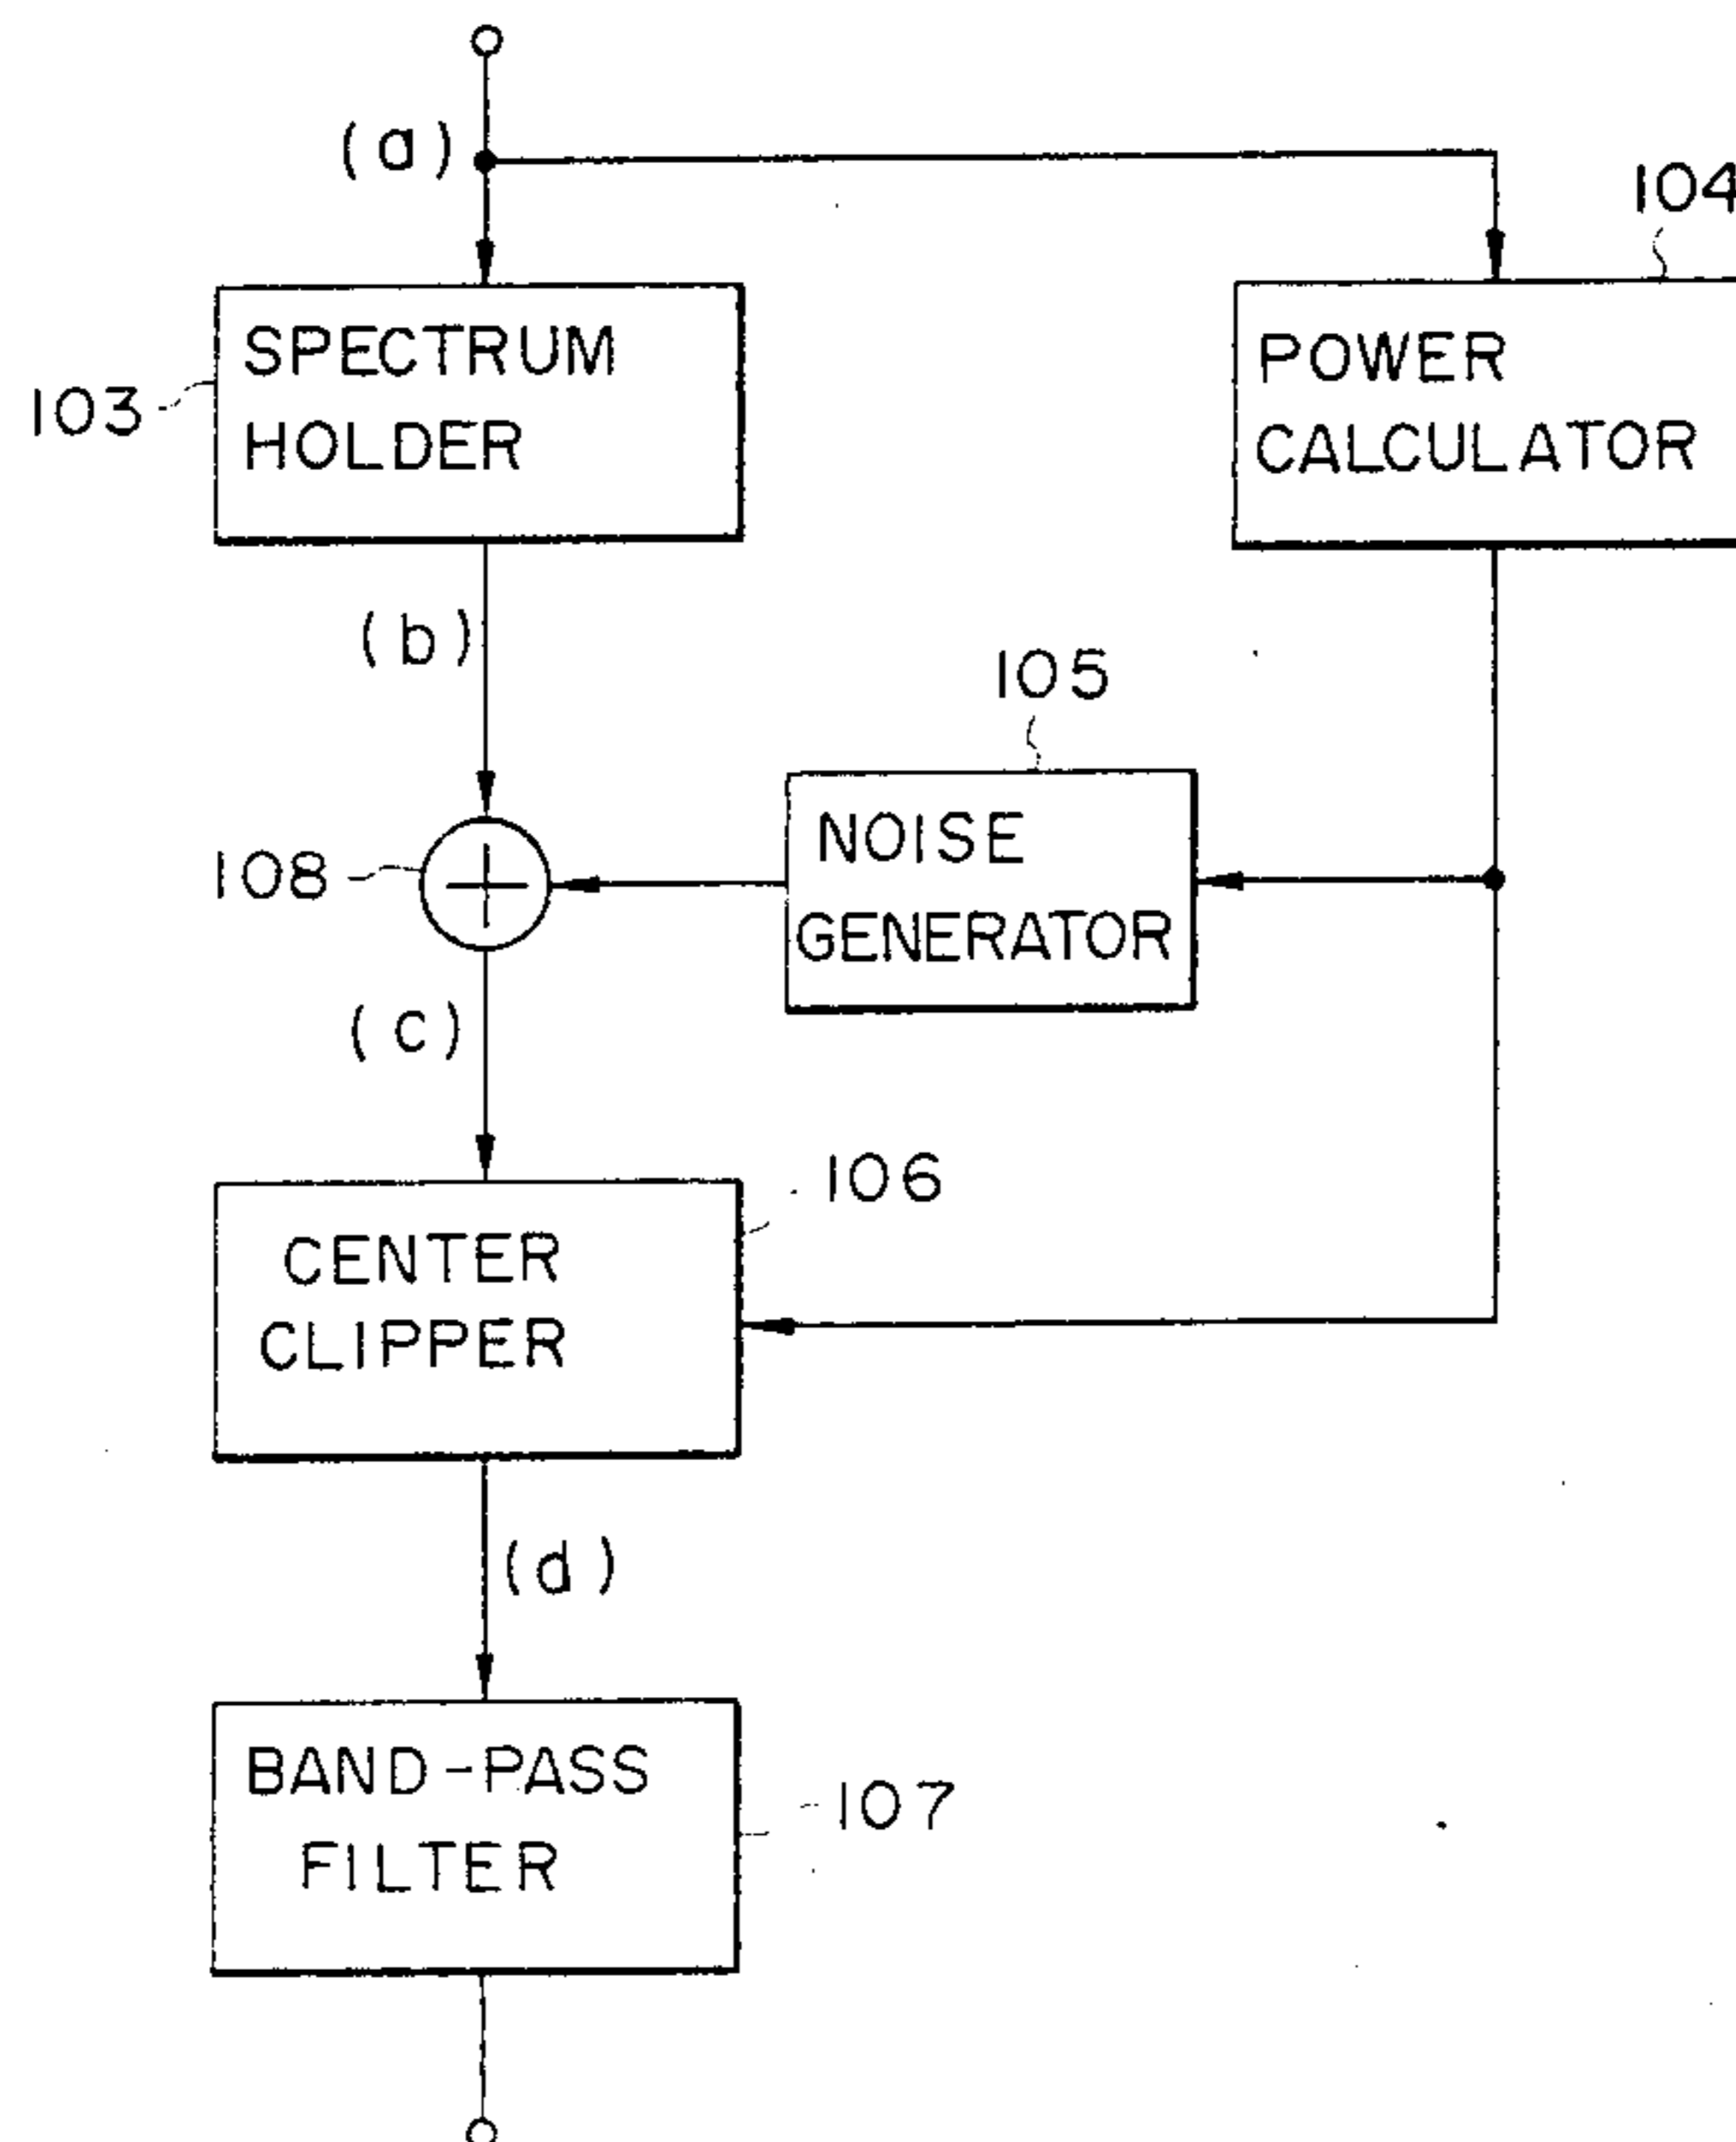 (a)
104
SPECTRUM
HOLDER
103
POWER
CALCULATOR
(b)
105
NOISE
GENERATOR
108
(c)
106
CENTER
CLIPPER
(d)
BAND-PASS
FILTER
107